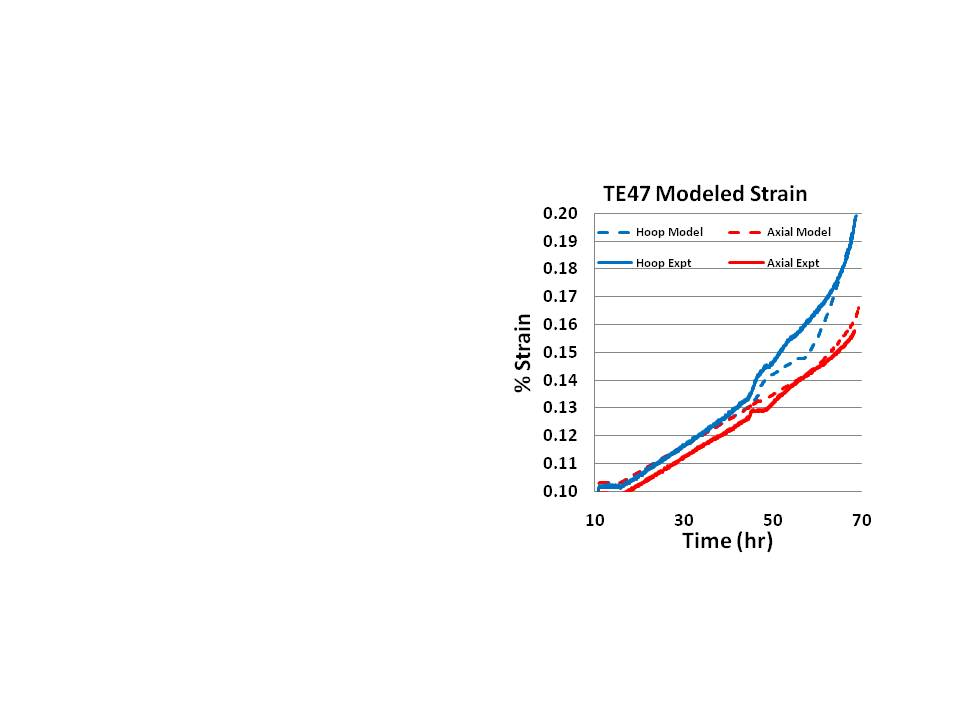 TE47 Modeled Strain
0.20
0.19
0.18
0.17
0.16
0.15
0.14
0.13
0.12
0.11
0.10
% Strain
Hoop Model Axial Model
Hoop Expt Axial Expt
10 30 50 70
Time (hr)